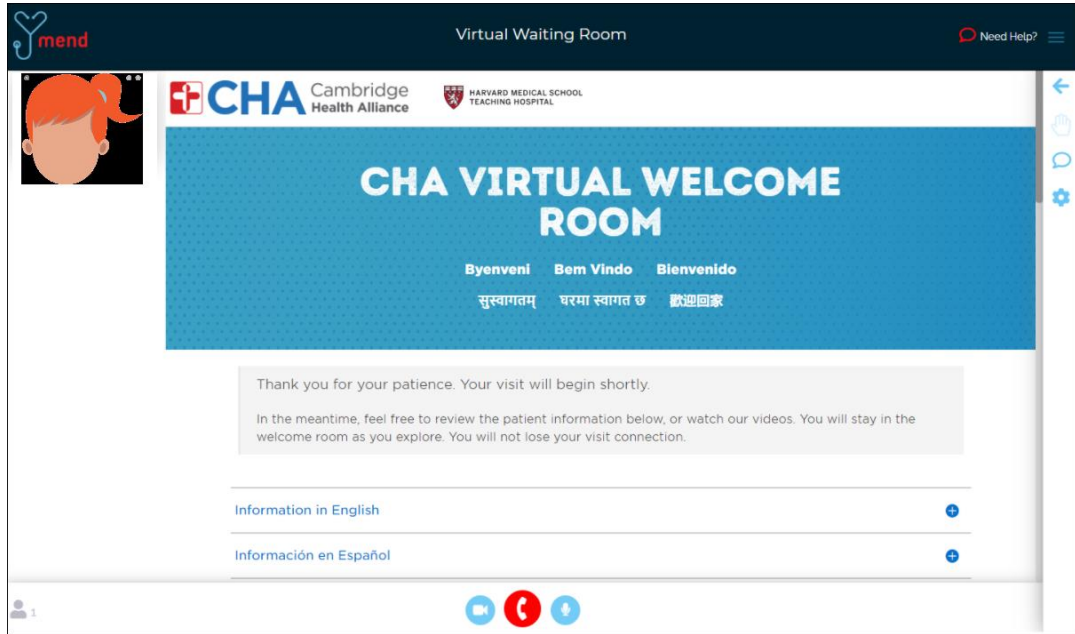 mend
Virtual Waiting Room
Need Help?
CHA Cambridge Health Alliance
HARVARD MEDICAL SCHOOL
TEACHING HOSPITAL
CHA VIRTUAL WELCOME
ROOM
Byenveni Bem Vindo Bienvenido
सुस्वागतम् घरमा स्वागत छ 歡迎回家
Thank you for your patience. Your visit will begin shortly.
In the meantime, feel free to review the patient information below, or watch our videos. You will stay in the
welcome room as you explore. You will not lose your visit connection.
Information in English
Información en Español
1